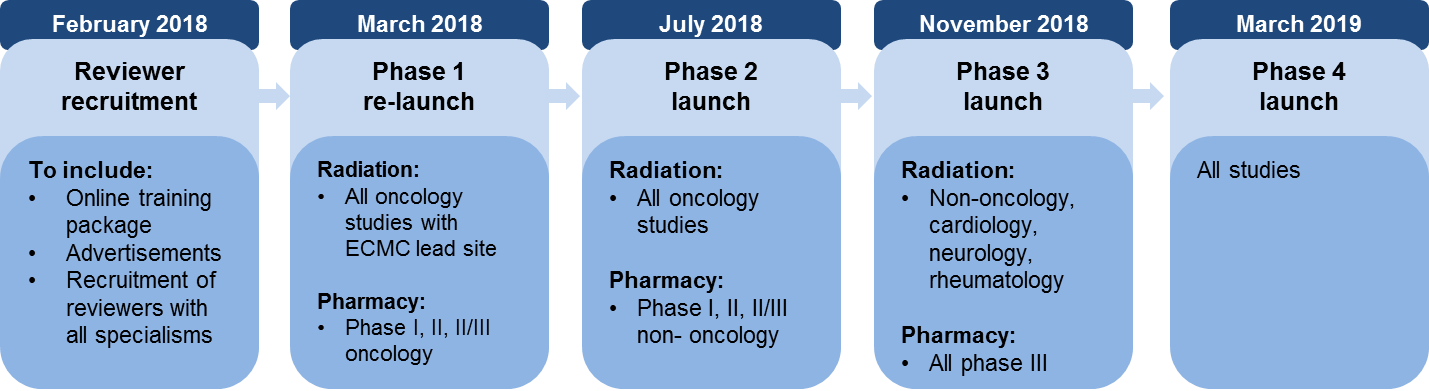 February 2018
Reviewer
recruitment
To include:
• Online training
package
• Advertisements
• Recruitment of
reviewers with
all specialisms
March 2018
Phase 1
re-launch
Radiation:
• All oncology
studies with
ECMC lead site
Pharmacy:
• Phase I, II, II/III
oncology
July 2018
Phase 2
launch
Radiation:
• All oncology
studies
Pharmacy:
• Phase I, II, II/III
non- oncology
November 2018
Phase 3
launch
Radiation:
• Non-oncology,
cardiology,
neurology,
rheumatology
Pharmacy:
• All phase III
March 2019
Phase 4
launch
All studies